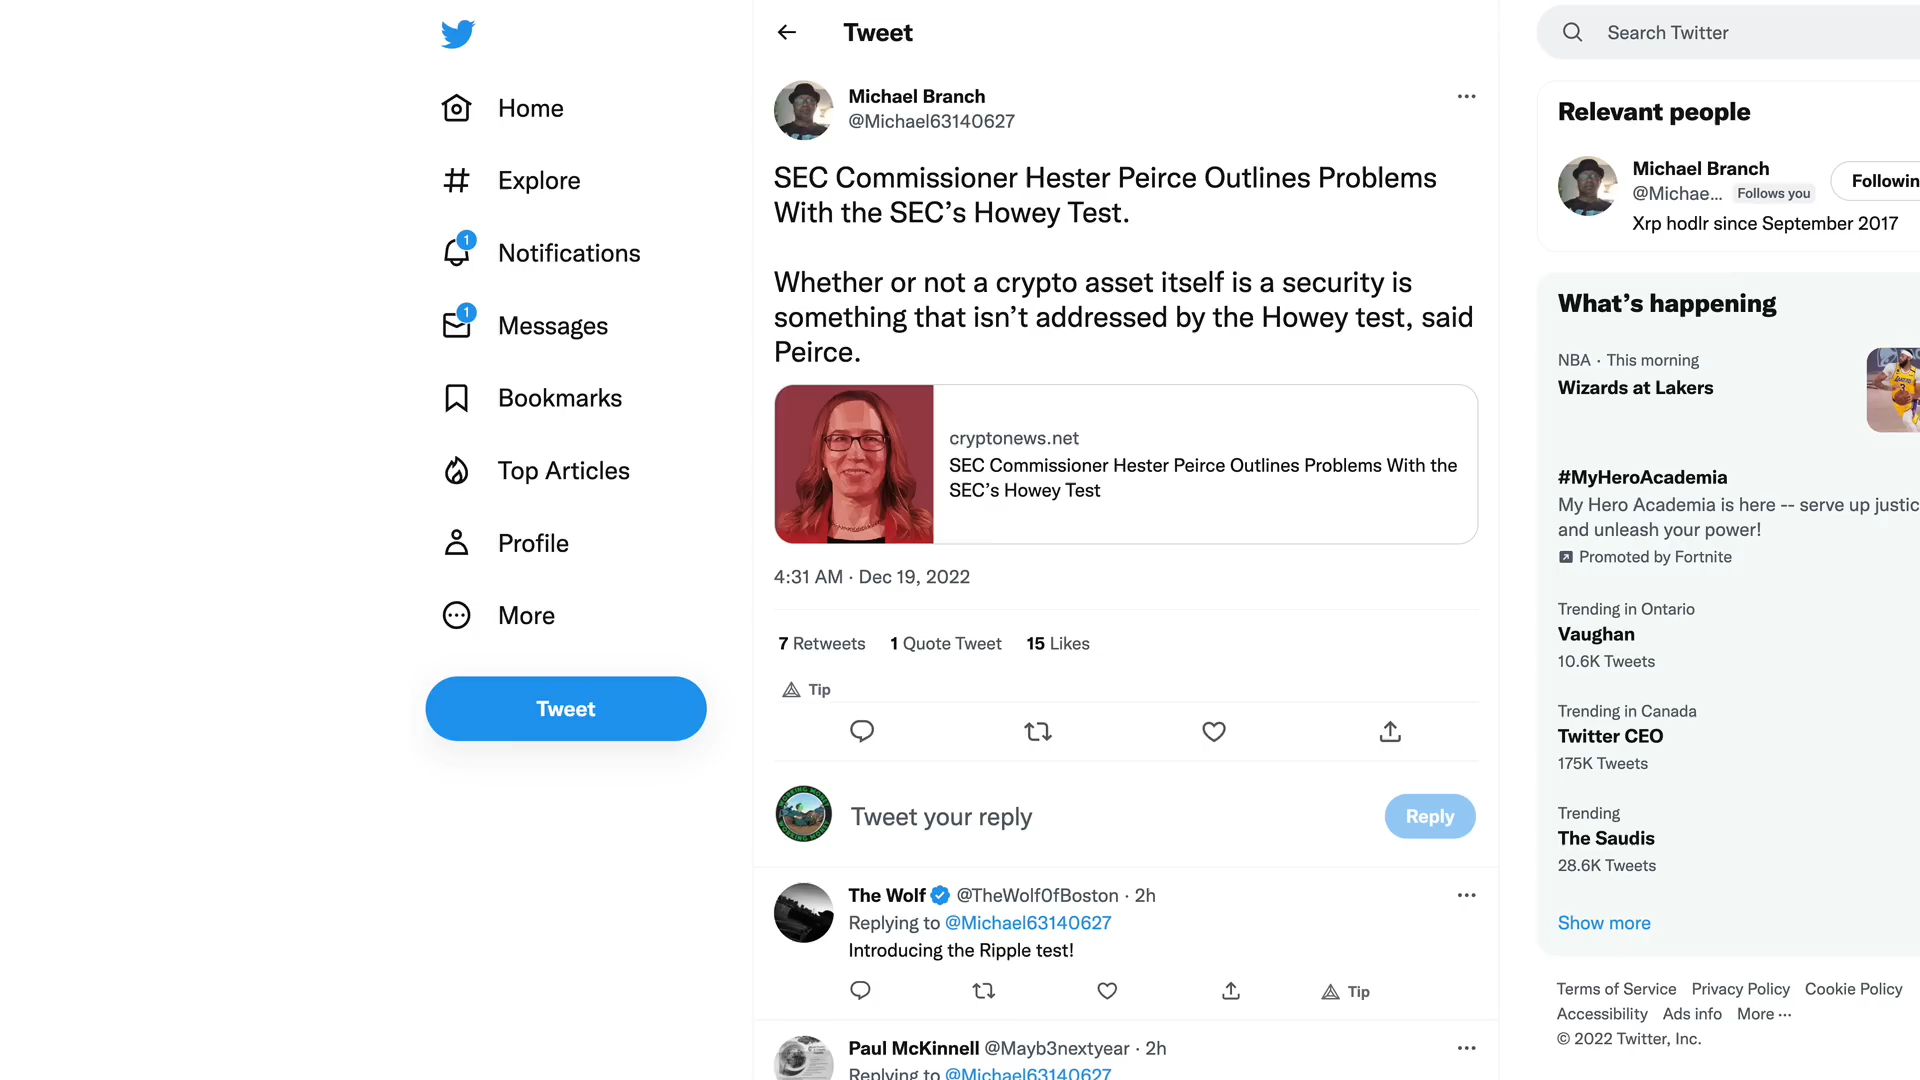 Home
Explore
1
Notifications
1
Messages
Bookmarks
Top Articles
Profile
More
Tweet
Tweet
Michael Branch
@Michael63140627
SEC Commissioner Hester Peirce Outlines Problems
With the SEC’s Howey Test.
Whether or not a crypto asset itself is a security is
something that isn’t addressed by the Howey test, said
Peirce.
cryptonews.net
SEC Commissioner Hester Peirce Outlines Problems With the
SEC’s Howey Test
4:31 AM · Dec 19, 2022
7 Retweets 1 Quote Tweet 15 Likes
Tip
Tweet your reply
Reply
The Wolf @TheWolfOfBoston · 2h
Replying to @Michael63140627
Introducing the Ripple test!
Tip
Paul McKinnell @Mayb3nextyear · 2h
Replying to @Michael63140627
Search Twitter
Relevant people
Michael Branch
@Michae... Follows you
Followin
Xrp hodlr since September 2017
What’s happening
NBA · This morning
Wizards at Lakers
#MyHeroAcademia
My Hero Academia is here -- serve up justic
and unleash your power!
Promoted by Fortnite
Trending in Ontario
Vaughan
10.6K Tweets
Trending in Canada
Twitter CEO
175K Tweets
Trending
The Saudis
28.6K Tweets
Show more
Terms of Service Privacy Policy Cookie Policy
Accessibility Ads info More ···
© 2022 Twitter, Inc.